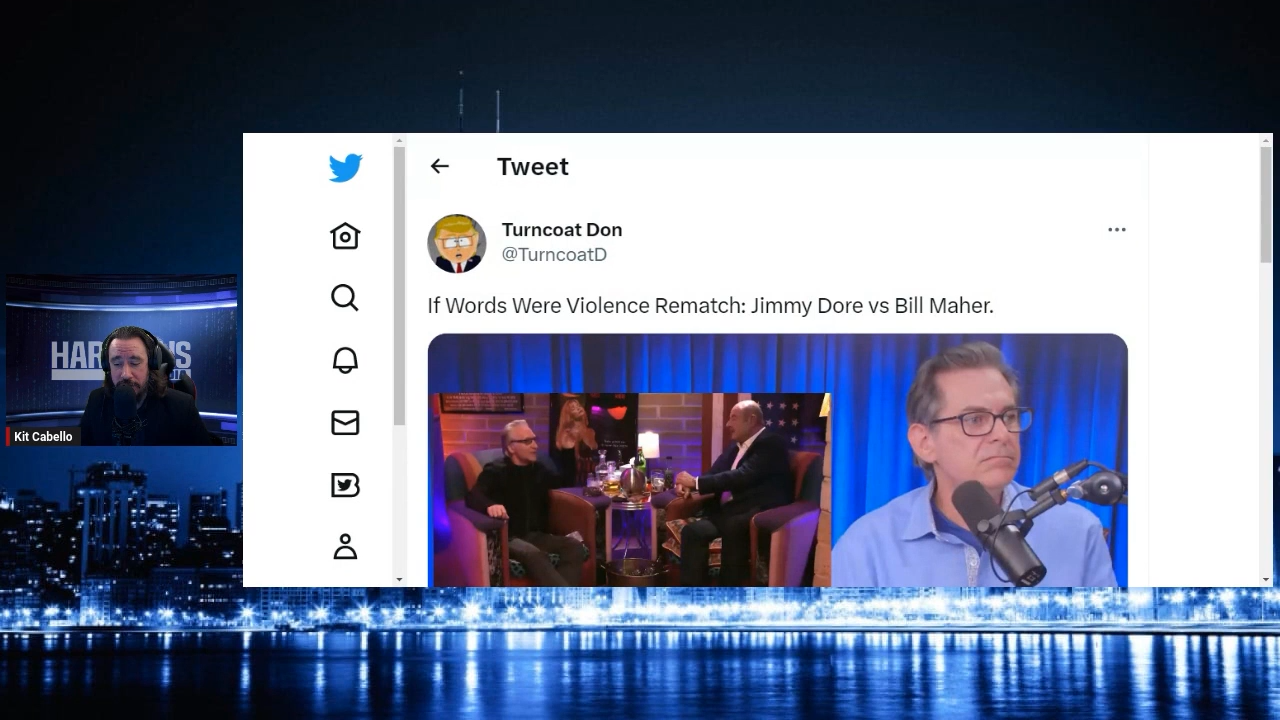 Tweet
Turncoat Don
@TurncoatD
If Words Were Violence Rematch: Jimmy Dore vs Bill Maher.
Kit Cabello